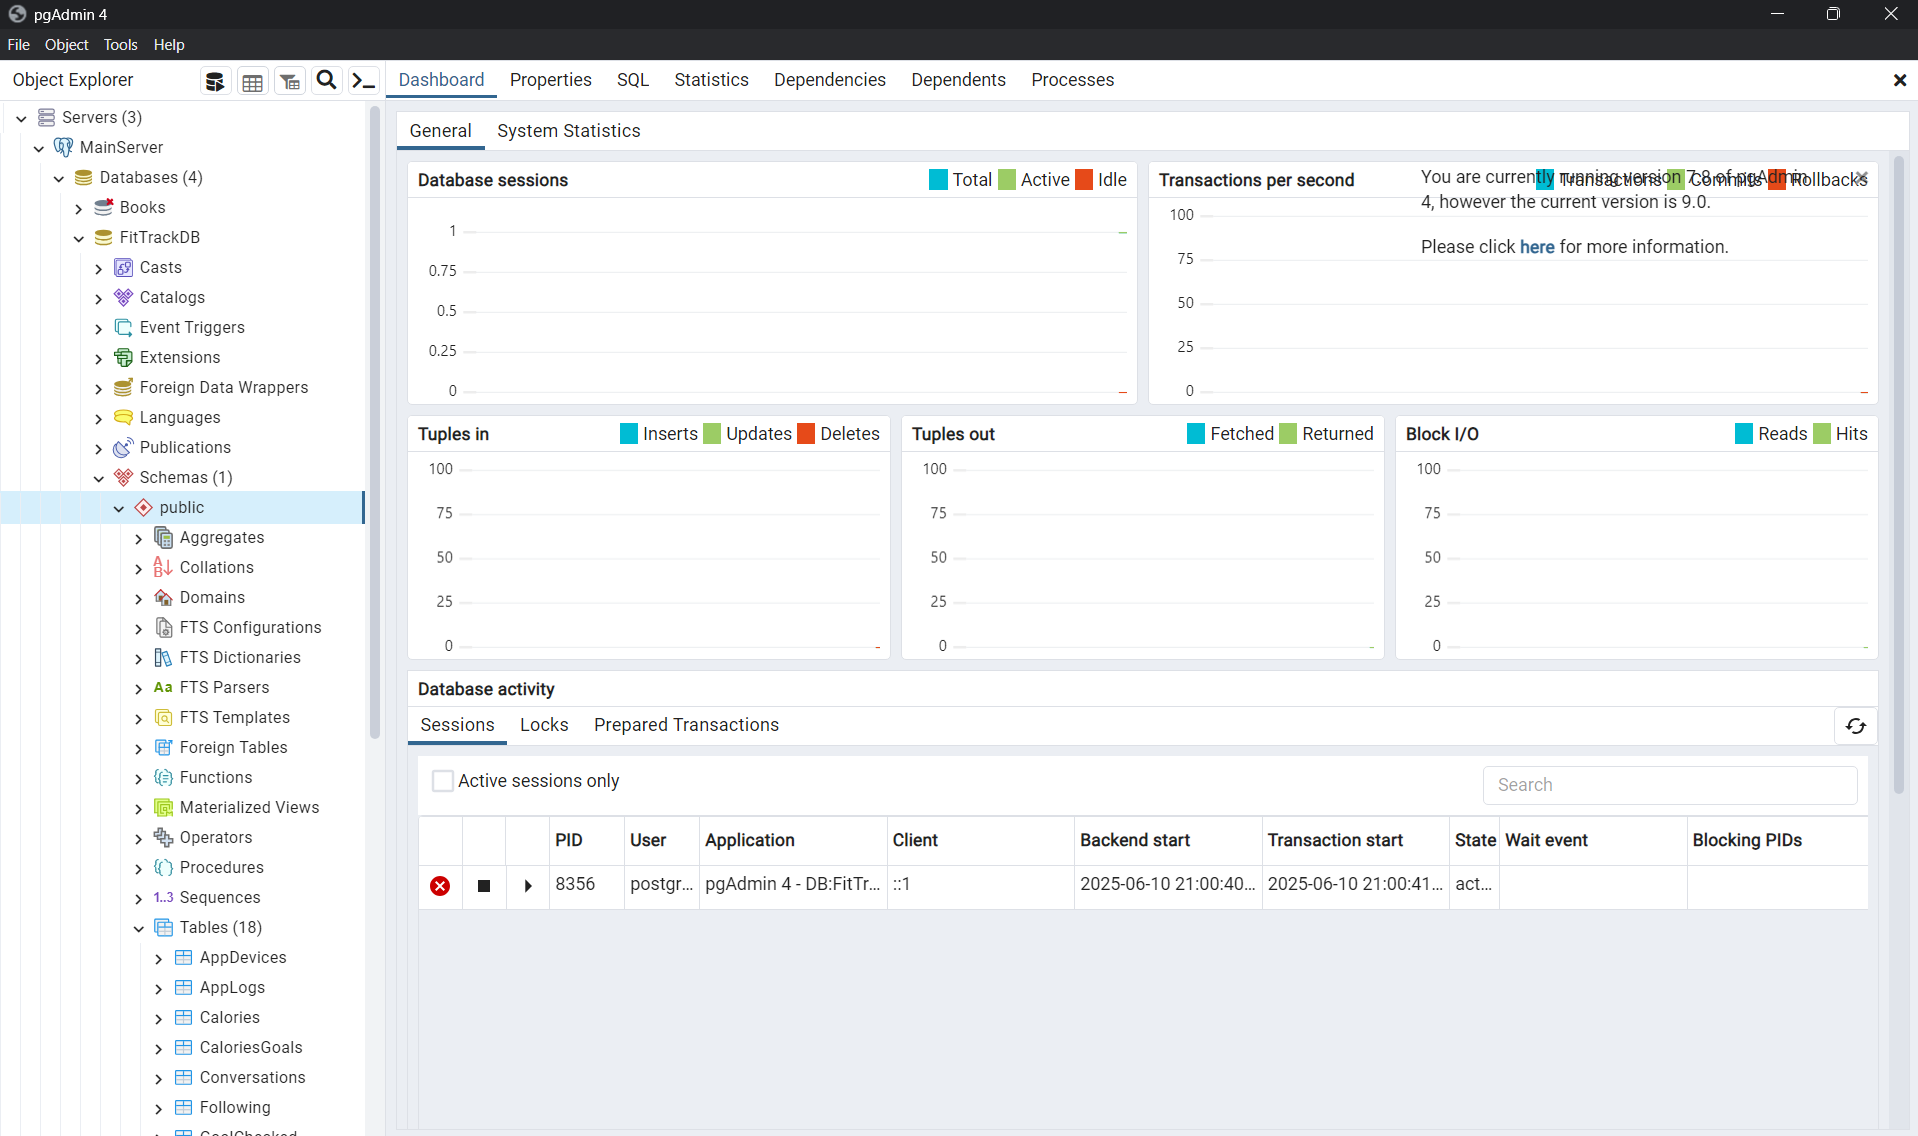 pgAdmin 4
File Object Tools Help
Object Explorer
Dashboard Properties SQL Statistics Dependencies Dependents Processes
Servers (3)
MainServer
Databases (4)
Books
FitTrackDB
Casts
Catalogs
Event Triggers
Extensions
Foreign Data Wrappers
Languages
Publications
Schemas (1)
public
Aggregates
Collations
Domains
FTS Configurations
FTS Dictionaries
Aa FTS Parsers
FTS Templates
Foreign Tables
Functions
Materialized Views
Operators
Procedures
1..3 Sequences
Tables (18)
AppDevices
AppLogs
Calories
CaloriesGoals
Conversations
Following
General System Statistics
Database sessions Total Active Idle
1
0.75
0.5
0.25
0
Transactions per second Transactions Commits Rollbacks
You are currently running version 7.8 of pgAdmin
4, however the current version is 9.0.
Please click here for more information.
100
75
50
25
0
Tuples in Inserts Updates Deletes
100
75
50
25
0
Tuples out Fetched Returned
100
75
50
25
0
Block I/O Reads Hits
100
75
50
25
0
Database activity
Sessions Locks Prepared Transactions
Active sessions only Search
PID User Application Client Backend start Transaction start State Wait event Blocking PIDs
8356 postgr... pgAdmin 4 - DB:FitTr... ::1 2025-06-10 21:00:40... 2025-06-10 21:00:41... act...